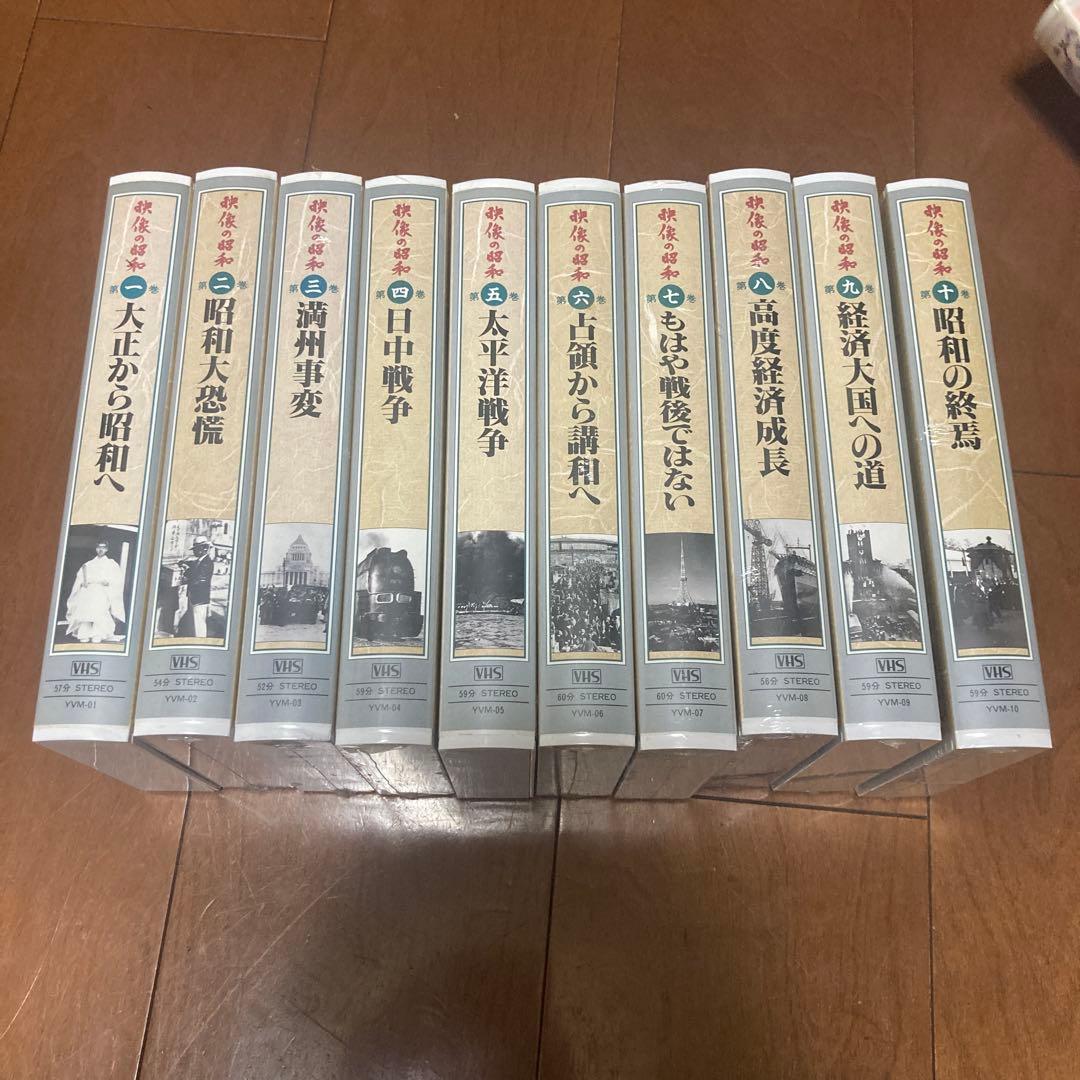 映像の昭和
第一巻
大正から昭和へ
VHS
57分 STEREO
YVM-01
映像の昭和
第二巻
昭和大恐慌
VHS
54分 STEREO
YVM-02
映像の昭和
第三巻
満州事変
VHS
52分 STEREO
YVM-03
映像の昭和
第四巻
日中戦争
VHS
59分 STEREO
YVM-04
映像の昭和
第五巻
太平洋戦争
VHS
59分 STEREO
YVM-05
映像の昭和
第六巻
占領から講和へ
VHS
60分 STEREO
YVM-06
映像の昭和
第七巻
もはや戦後ではない
VHS
60分 STEREO
YVM-07
映像の昭和
第八巻
高度経済成長
VHS
56分 STEREO
YVM-08
映像の昭和
第九巻
経済大国への道
VHS
59分 STEREO
YVM-09
映像の昭和
第十巻
昭和の終焉
VHS
59分 STEREO
YVM-10